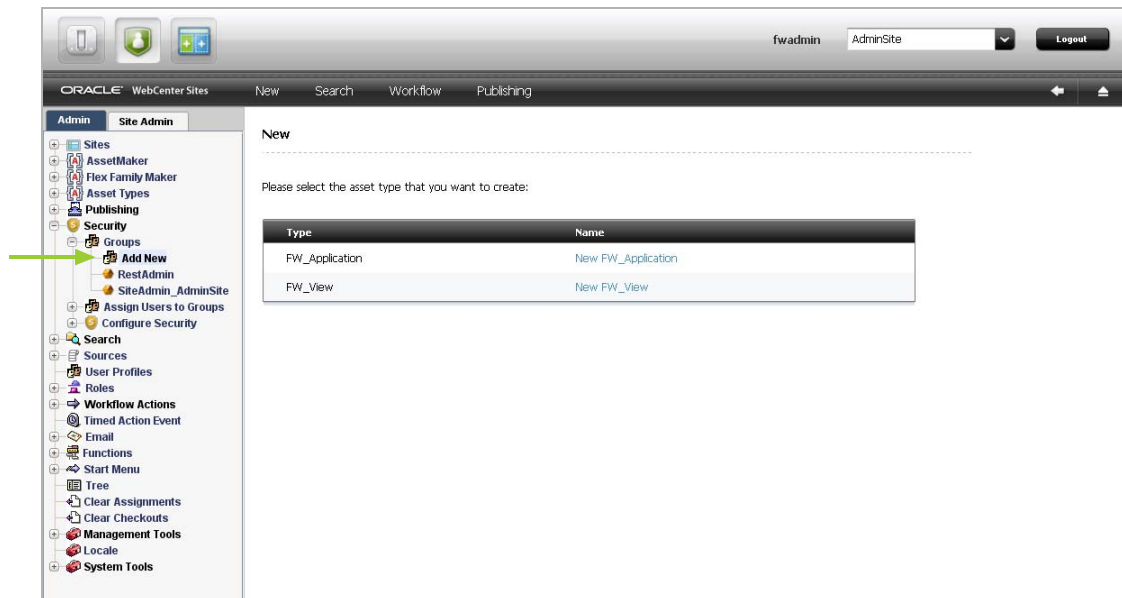 fwadmin AdminSite Logout
ORACLE WebCenter Sites New Search Workflow Publishing
Admin Site Admin
Sites
AssetMaker
Flex Family Maker
Asset Types
Publishing
Security
Groups
Add New
RestAdmin
SiteAdmin_AdminSite
Assign Users to Groups
Configure Security
Search
Sources
User Profiles
Roles
Workflow Actions
Timed Action Event
Email
Functions
Start Menu
Tree
Clear Assignments
Clear Checkouts
Management Tools
Locale
System Tools
New
Please select the asset type that you want to create:
Type Name
FW_Application New FW_Application
FW_View New FW_View